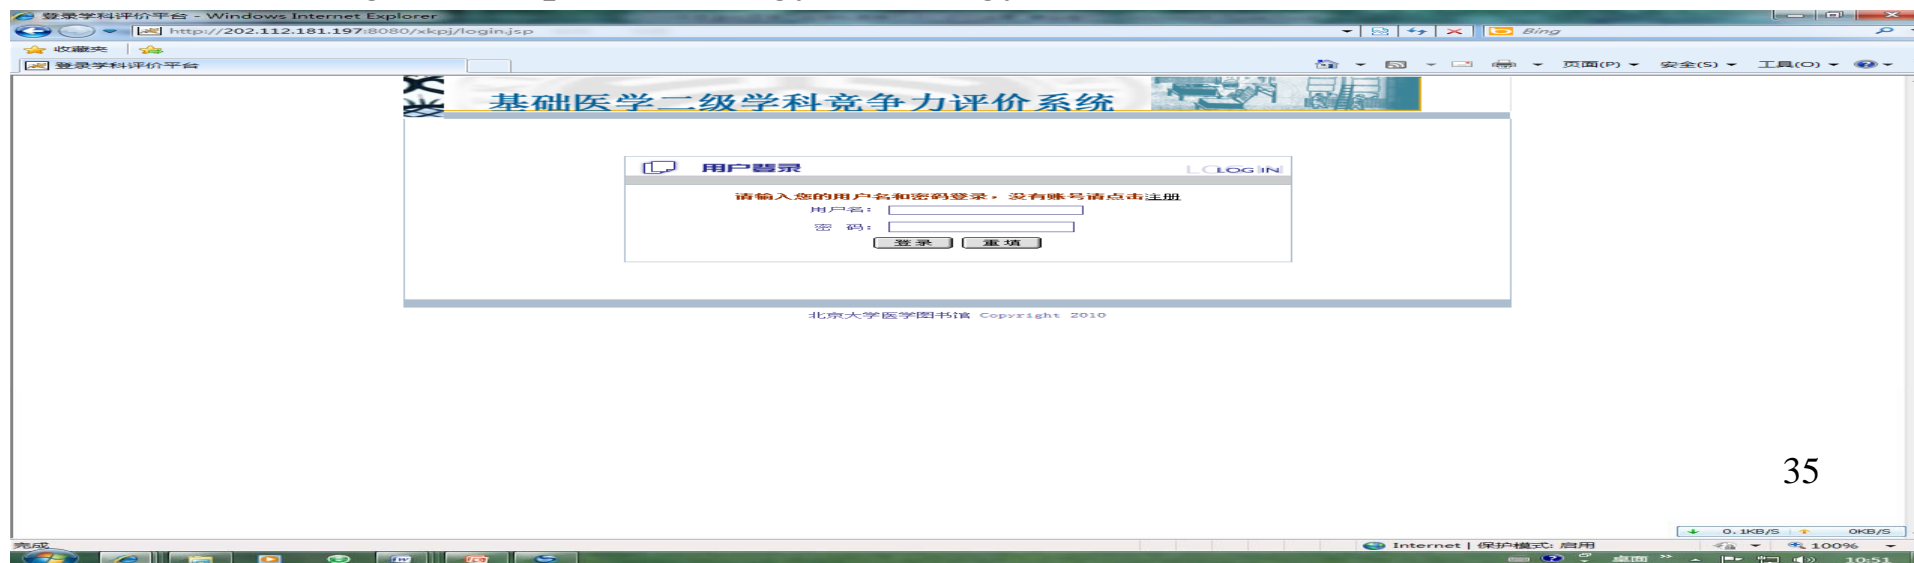 登录学科评价平台 - Windows Internet Explorer
http://202.112.181.197:8080/xkpj/login.jsp
Bing
收藏夹
登录学科评价平台
页面(P) 安全(S) 工具(O)
基础医学二级学科竞争力评价系统
用户登录
LOGIN
请输入您的用户名和密码登录，没有账号请点击注册
用户名：
密 码：
登 录 重 填
北京大学医学图书馆 Copyright 2010
35
0.1KB/S 0KB/S
完成
Internet | 保护模式: 启用
100%
桌面
10:51